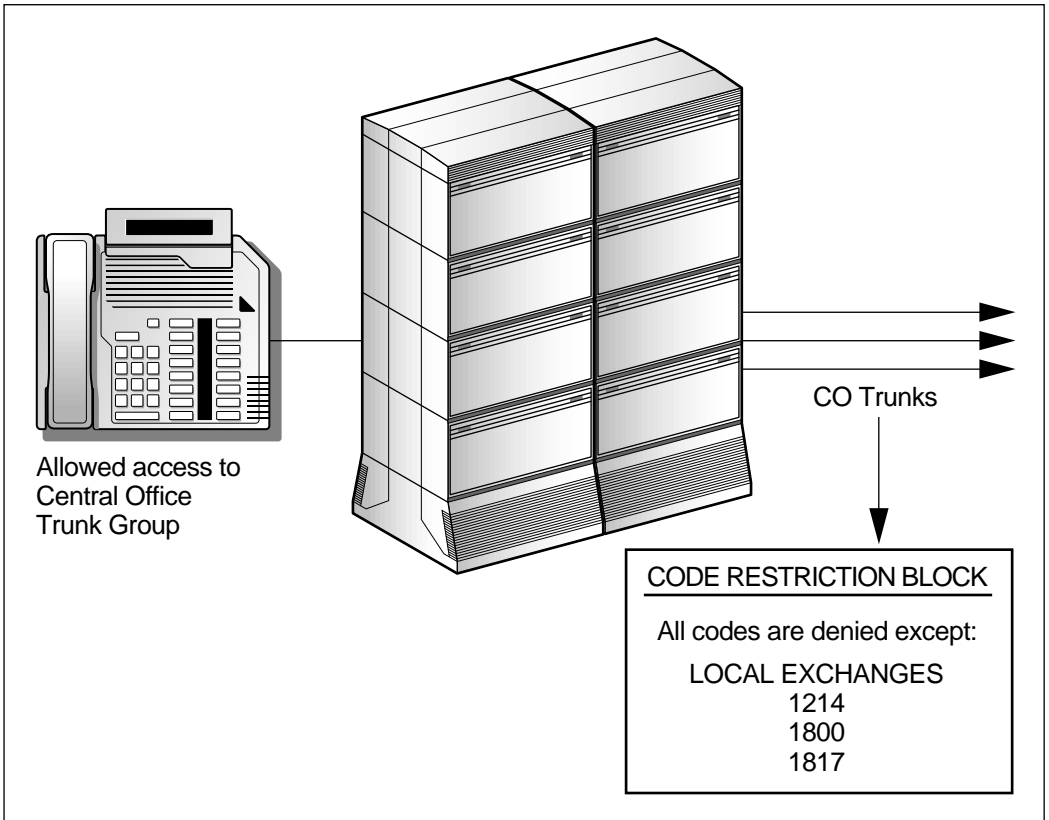 Allowed access to
Central Office
Trunk Group
CO Trunks
CODE RESTRICTION BLOCK
All codes are denied except:
LOCAL EXCHANGES
1214
1800
1817